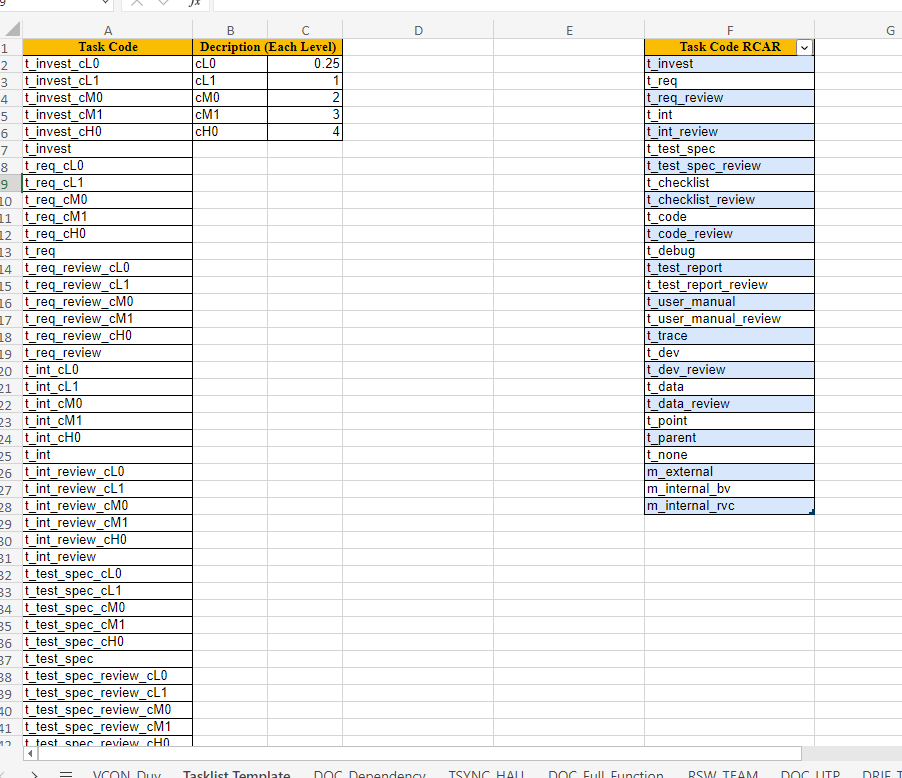 9 fx
A B C D E F G
1 Task Code Decription (Each Level) Task Code RCAR
2 t_invest_cL0 cL0 0.25 t_invest
3 t_invest_cL1 cL1 1 t_req
4 t_invest_cM0 cM0 2 t_req_review
5 t_invest_cM1 cM1 3 t_int
6 t_invest_cH0 cH0 4 t_int_review
7 t_invest t_test_spec
8 t_req_cL0 t_test_spec_review
9 t_req_cL1 t_checklist
10 t_req_cM0 t_checklist_review
11 t_req_cM1 t_code
12 t_req_cH0 t_code_review
13 t_req t_debug
14 t_req_review_cL0 t_test_report
15 t_req_review_cL1 t_test_report_review
16 t_req_review_cM0 t_user_manual
17 t_req_review_cM1 t_user_manual_review
18 t_req_review_cH0 t_trace
19 t_req_review t_dev
20 t_int_cL0 t_dev_review
21 t_int_cL1 t_data
22 t_int_cM0 t_data_review
23 t_int_cM1 t_point
24 t_int_cH0 t_parent
25 t_int t_none
26 t_int_review_cL0 m_external
27 t_int_review_cL1 m_internal_bv
28 t_int_review_cM0 m_internal_rvc
29 t_int_review_cM1
30 t_int_review_cH0
31 t_int_review
32 t_test_spec_cL0
33 t_test_spec_cL1
34 t_test_spec_cM0
35 t_test_spec_cM1
36 t_test_spec_cH0
37 t_test_spec
38 t_test_spec_review_cL0
39 t_test_spec_review_cL1
40 t_test_spec_review_cM0
41 t_test_spec_review_cM1
42 t_test_spec_review_cH0
VCON_Duy Tasklist Template DOC_Dependency TSYNC_HAU DOC_Full_Function RSW_TEAM DOC_UTP